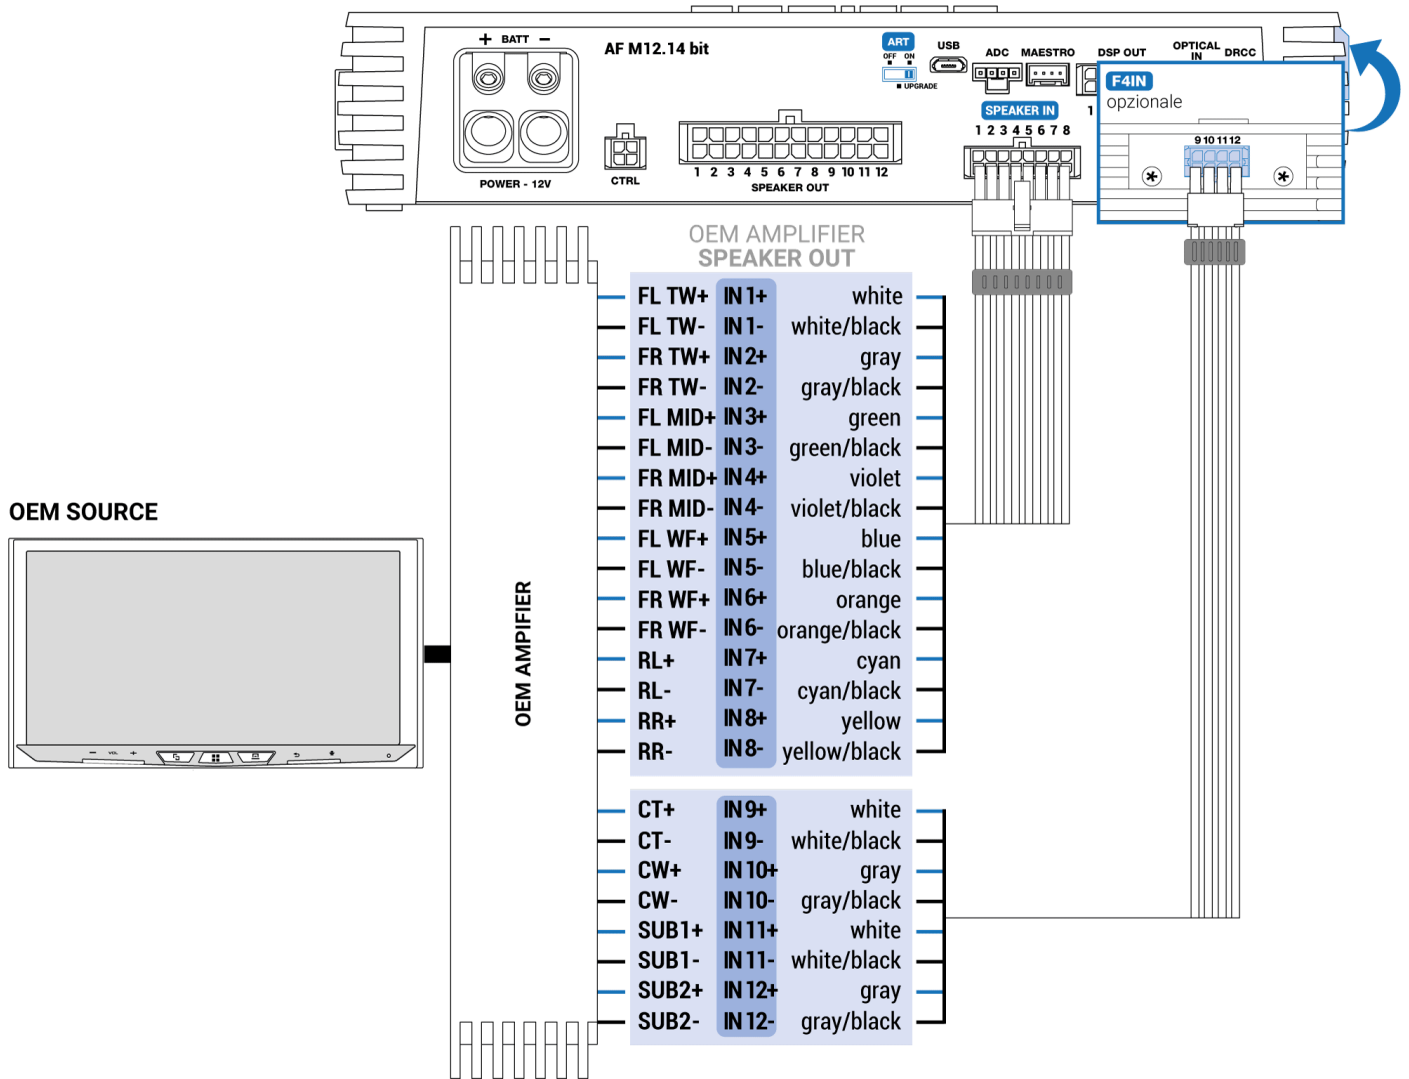 + BATT −
AF M12.14 bit
ART
OFF ON
UPGRADE
USB
ADC
MAESTRO
DSP OUT
OPTICAL
IN
DRCC
F4IN
opzionale
1
SPEAKER IN
1 2 3 4 5 6 7 8
9 10 11 12
POWER - 12V
CTRL
1 2 3 4 5 6 7 8 9 10 11 12
SPEAKER OUT
OEM AMPLIFIER
SPEAKER OUT
FL TW+ IN 1+ white
FL TW- IN 1- white/black
FR TW+ IN 2+ gray
FR TW- IN 2- gray/black
FL MID+ IN 3+ green
FL MID- IN 3- green/black
FR MID+ IN 4+ violet
FR MID- IN 4- violet/black
FL WF+ IN 5+ blue
FL WF- IN 5- blue/black
FR WF+ IN 6+ orange
FR WF- IN 6- orange/black
RL+ IN 7+ cyan
RL- IN 7- cyan/black
RR+ IN 8+ yellow
RR- IN 8- yellow/black
CT+ IN 9+ white
CT- IN 9- white/black
CW+ IN 10+ gray
CW- IN 10- gray/black
SUB1+ IN 11+ white
SUB1- IN 11- white/black
SUB2+ IN 12+ gray
SUB2- IN 12- gray/black
OEM SOURCE
− VOL +
OEM AMPIFIER